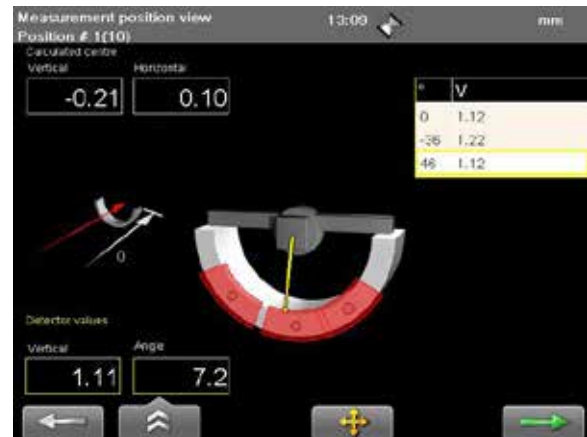 Measurement position view 13:09 mm
Position # 1(10)
Calculated centre
Vertical Horizontal
-0.21 0.10
° V
0 1.12
-36 1.22
46 1.12
0
Detector values
Vertical Angle
1.11 7.2